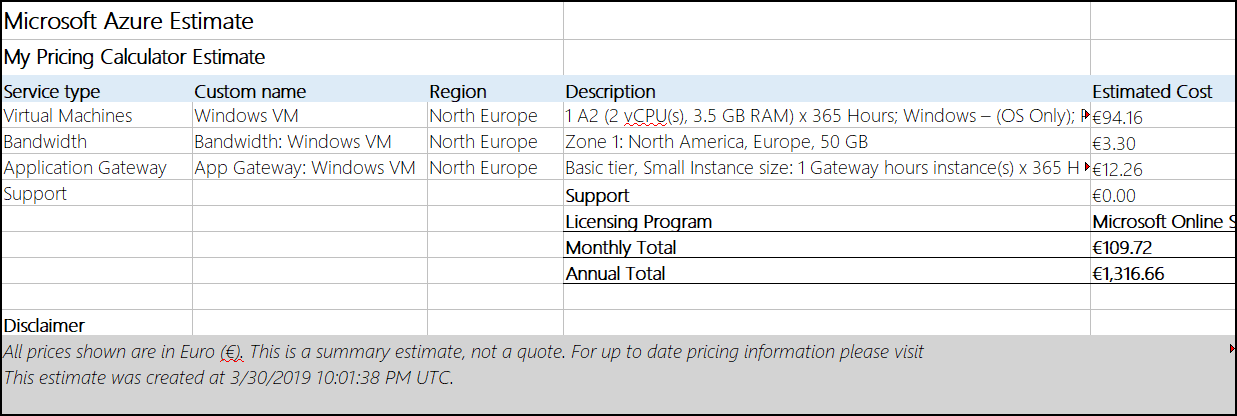 Microsoft Azure Estimate
My Pricing Calculator Estimate
Service type Custom name Region Description Estimated Cost
Virtual Machines Windows VM North Europe 1 A2 (2 vCPU(s), 3.5 GB RAM) x 365 Hours; Windows – (OS Only); €94.16
Bandwidth Bandwidth: Windows VM North Europe Zone 1: North America, Europe, 50 GB €3.30
Application Gateway App Gateway: Windows VM North Europe Basic tier, Small Instance size: 1 Gateway hours instance(s) x 365 H €12.26
Support Support €0.00
Licensing Program Microsoft Online S
Monthly Total €109.72
Annual Total €1,316.66
Disclaimer
All prices shown are in Euro (€). This is a summary estimate, not a quote. For up to date pricing information please visit
This estimate was created at 3/30/2019 10:01:38 PM UTC.